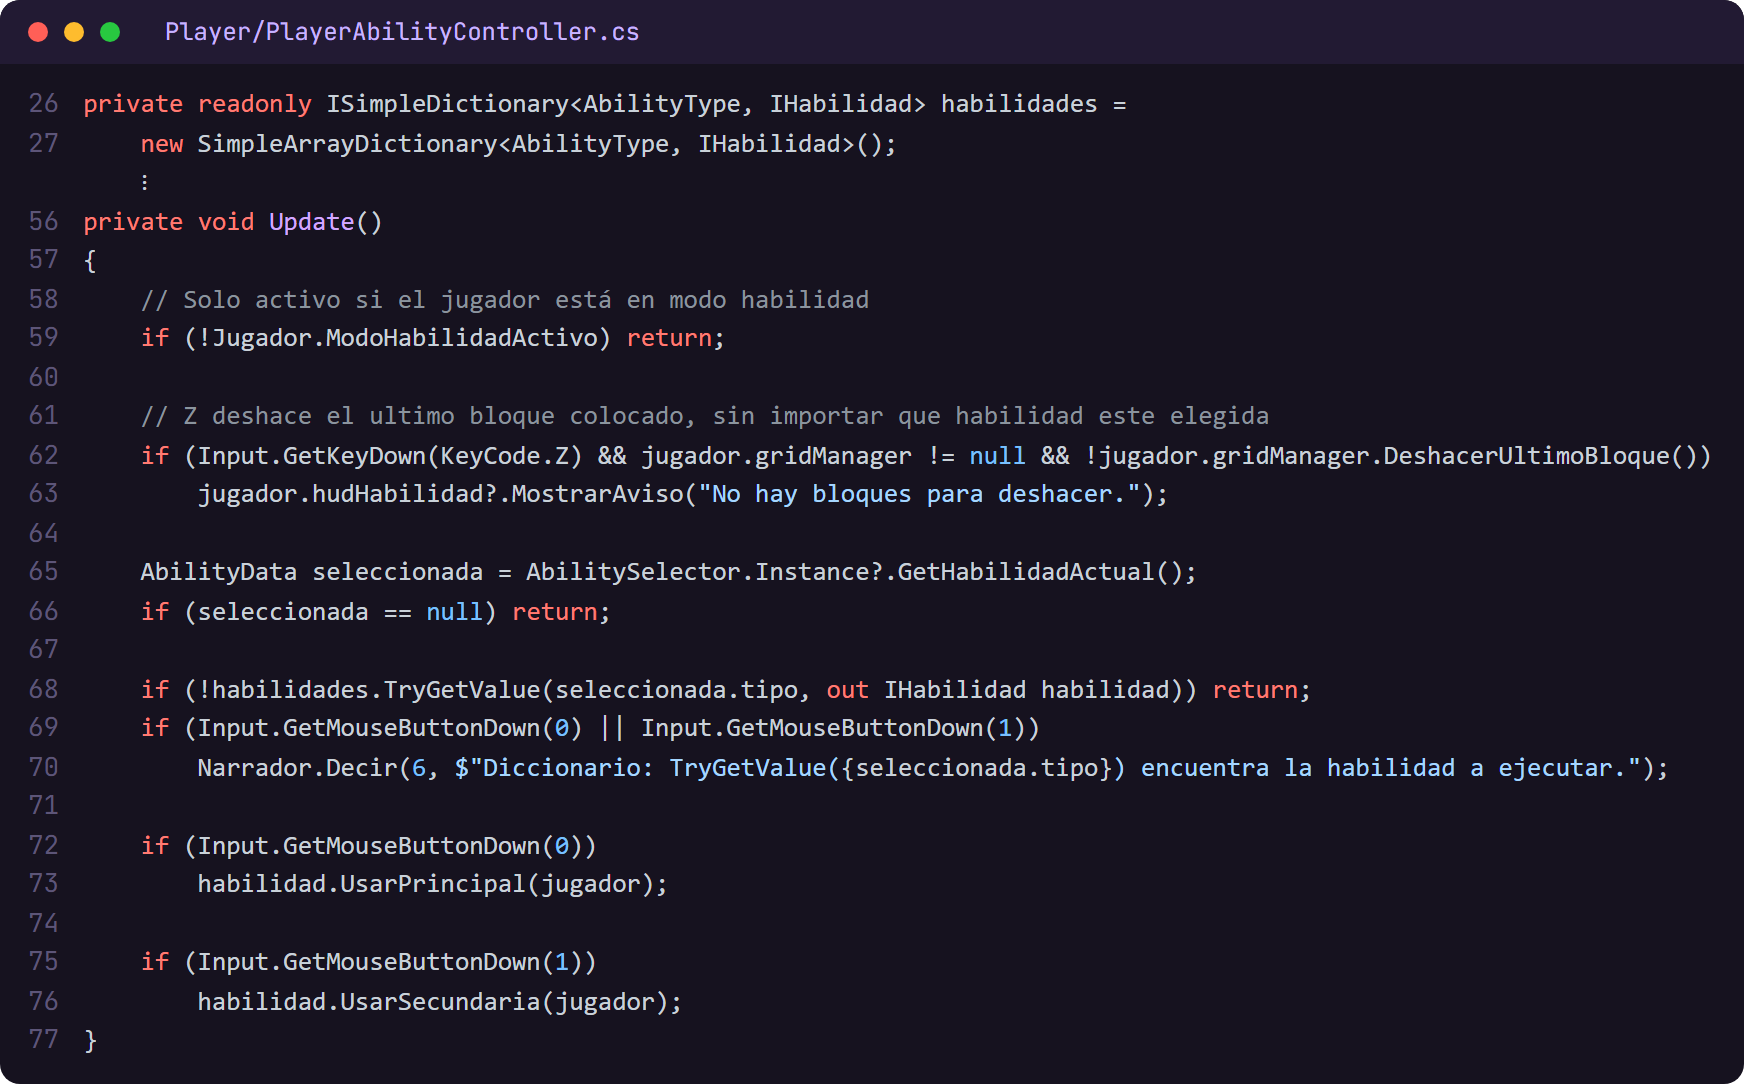 Player/PlayerAbilityController.cs
26 private readonly ISimpleDictionary<AbilityType, IHabilidad> habilidades =
27     new SimpleArrayDictionary<AbilityType, IHabilidad>();
⋮
56 private void Update()
57 {
58     // Solo activo si el jugador está en modo habilidad
59     if (!Jugador.ModoHabilidadActivo) return;
60
61     // Z deshace el ultimo bloque colocado, sin importar que habilidad este elegida
62     if (Input.GetKeyDown(KeyCode.Z) && jugador.gridManager != null && !jugador.gridManager.DeshacerUltimoBloque())
63         jugador.hudHabilidad?.MostrarAviso("No hay bloques para deshacer.");
64
65     AbilityData seleccionada = AbilitySelector.Instance?.GetHabilidadActual();
66     if (seleccionada == null) return;
67
68     if (!habilidades.TryGetValue(seleccionada.tipo, out IHabilidad habilidad)) return;
69     if (Input.GetMouseButtonDown(0) || Input.GetMouseButtonDown(1))
70         Narrador.Decir(6, $"Diccionario: TryGetValue({seleccionada.tipo}) encuentra la habilidad a ejecutar.");
71
72     if (Input.GetMouseButtonDown(0))
73         habilidad.UsarPrincipal(jugador);
74
75     if (Input.GetMouseButtonDown(1))
76         habilidad.UsarSecundaria(jugador);
77 }